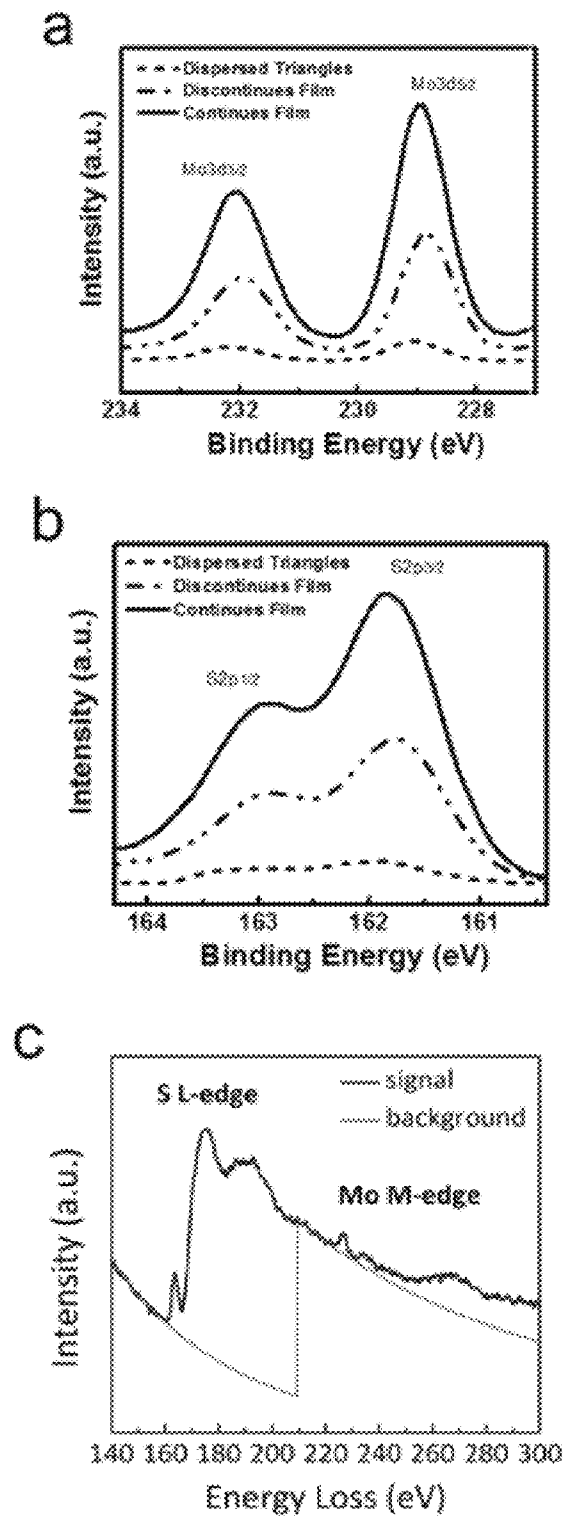 a
Intensity (a.u.)
Dispersed Triangles
Discontinues Film
Continues Film
234
232
230
228
Binding Energy (eV)
b
Intensity (a.u.)
Dispersed Triangles
Discontinues Film
Continues Film
164
163
162
161
Binding Energy (eV)
c
Intensity (a.u.)
S L-edge
signal
background
Mo M-edge
140 160 180 200 220 240 260 280 300
Energy Loss (eV)